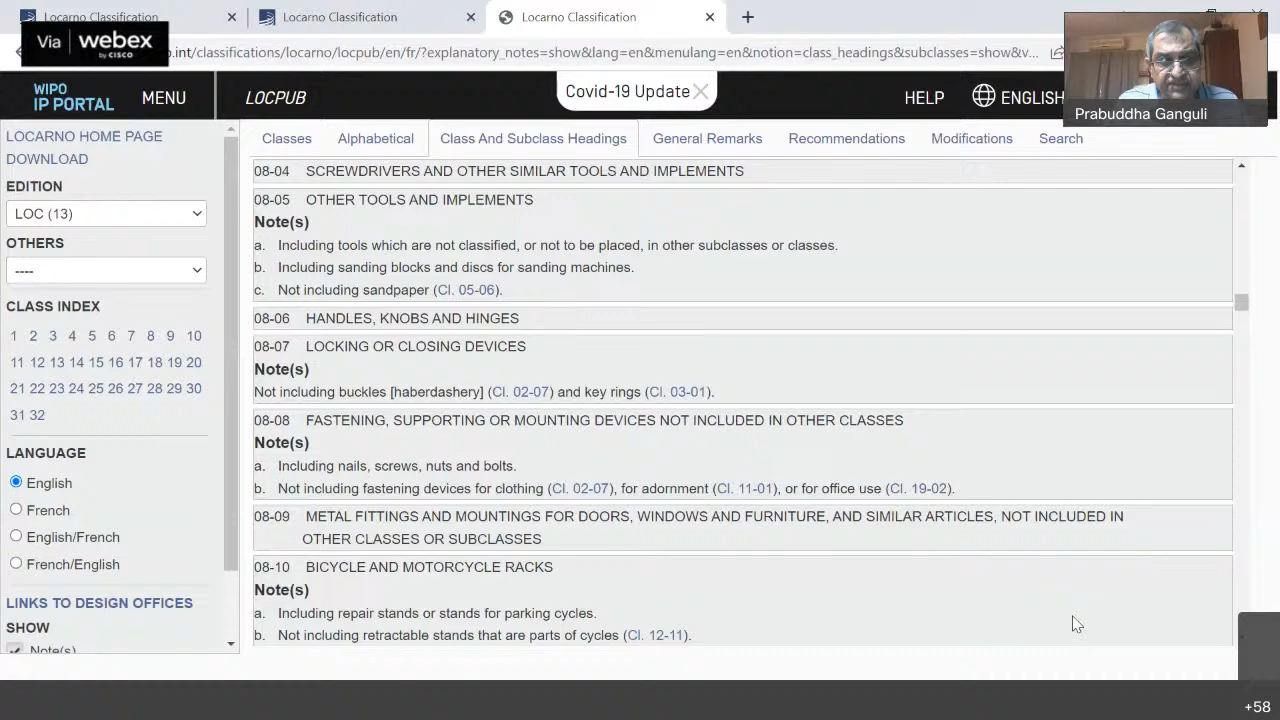 Locarno Classification
Locarno Classification
Locarno Classification
Via webex
by CISCO
.int/classifications/locarno/locpub/en/fr/?explanatory_notes=show&lang=en&menulang=en&notion=class_headings&subclasses=show&v...
Prabuddha Ganguli
WIPO
IP PORTAL
MENU
LOCPUB
Covid-19 Update
HELP
ENGLISH
LOCARNO HOME PAGE
DOWNLOAD
EDITION
LOC (13)
OTHERS
----
CLASS INDEX
1 2 3 4 5 6 7 8 9 10
11 12 13 14 15 16 17 18 19 20
21 22 23 24 25 26 27 28 29 30
31 32
LANGUAGE
English
French
English/French
French/English
LINKS TO DESIGN OFFICES
SHOW
Note(s)
Classes Alphabetical Class And Subclass Headings General Remarks Recommendations Modifications Search
08-04 SCREWDRIVERS AND OTHER SIMILAR TOOLS AND IMPLEMENTS
08-05 OTHER TOOLS AND IMPLEMENTS
Note(s)
a. Including tools which are not classified, or not to be placed, in other subclasses or classes.
b. Including sanding blocks and discs for sanding machines.
c. Not including sandpaper (Cl. 05-06).
08-06 HANDLES, KNOBS AND HINGES
08-07 LOCKING OR CLOSING DEVICES
Note(s)
Not including buckles [haberdashery] (Cl. 02-07) and key rings (Cl. 03-01).
08-08 FASTENING, SUPPORTING OR MOUNTING DEVICES NOT INCLUDED IN OTHER CLASSES
Note(s)
a. Including nails, screws, nuts and bolts.
b. Not including fastening devices for clothing (Cl. 02-07), for adornment (Cl. 11-01), or for office use (Cl. 19-02).
08-09 METAL FITTINGS AND MOUNTINGS FOR DOORS, WINDOWS AND FURNITURE, AND SIMILAR ARTICLES, NOT INCLUDED IN
OTHER CLASSES OR SUBCLASSES
08-10 BICYCLE AND MOTORCYCLE RACKS
Note(s)
a. Including repair stands or stands for parking cycles.
b. Not including retractable stands that are parts of cycles (Cl. 12-11).
+58